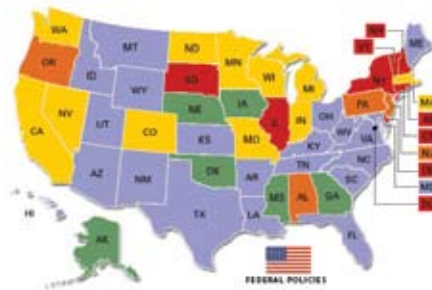 WA
MT
ND
MN
OR
ID
WY
SD
WI
MI
NH
VT
ME
NY
CA
NV
UT
CO
NE
KS
IA
MO
IL
IN
OH
PA
WV
VA
KY
AZ
NM
OK
AR
TN
NC
SC
TX
LA
MS
AL
GA
FL
HI
AK
FEDERAL POLICIES